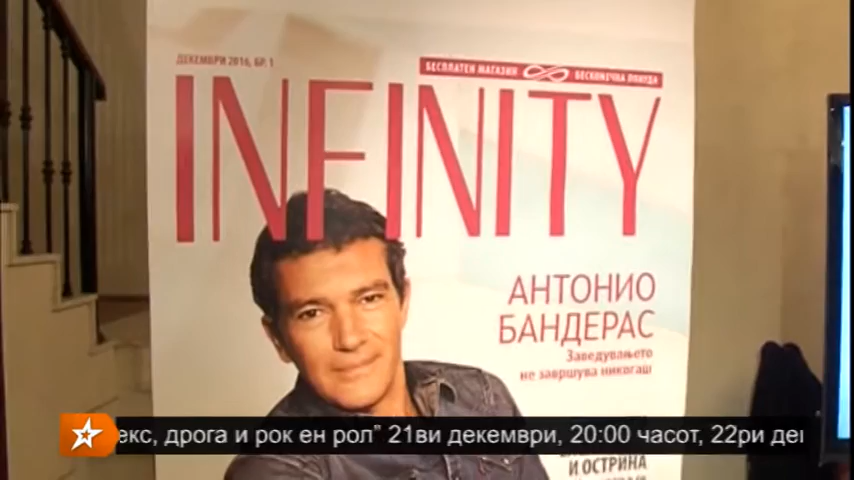 ДЕКЕМВРИ 2016, БР. 1
БЕСПЛАТЕН МАГАЗИН БЕСКОНЕЧНА ПОНУДА
INFINITY
АНТОНИО
БАНДЕРАС
Заведувањето
не завршува никогаш
екс, дрога и рок ен рол” 21ви декември, 20:00 часот, 22ри де
И ОСТРИНА